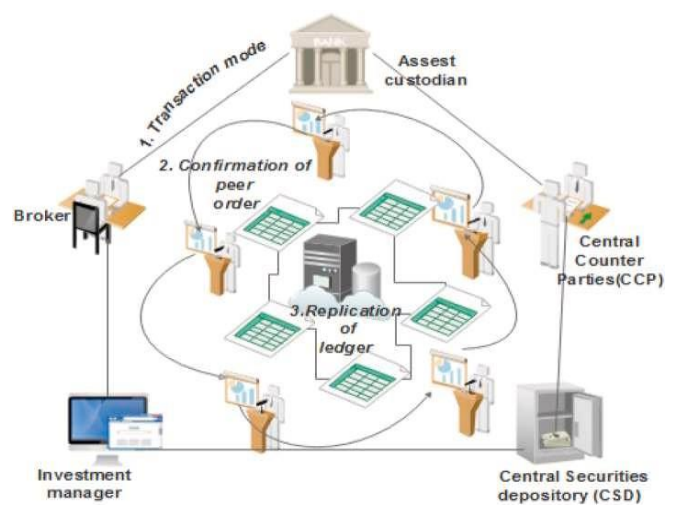 BANK
Assest
custodian
1. Transaction mode
2. Confirmation of
peer
order
Broker
Central
Counter
Parties(CCP)
3.Replication
of
ledger
Investment
manager
Central Securities
depository (CSD)